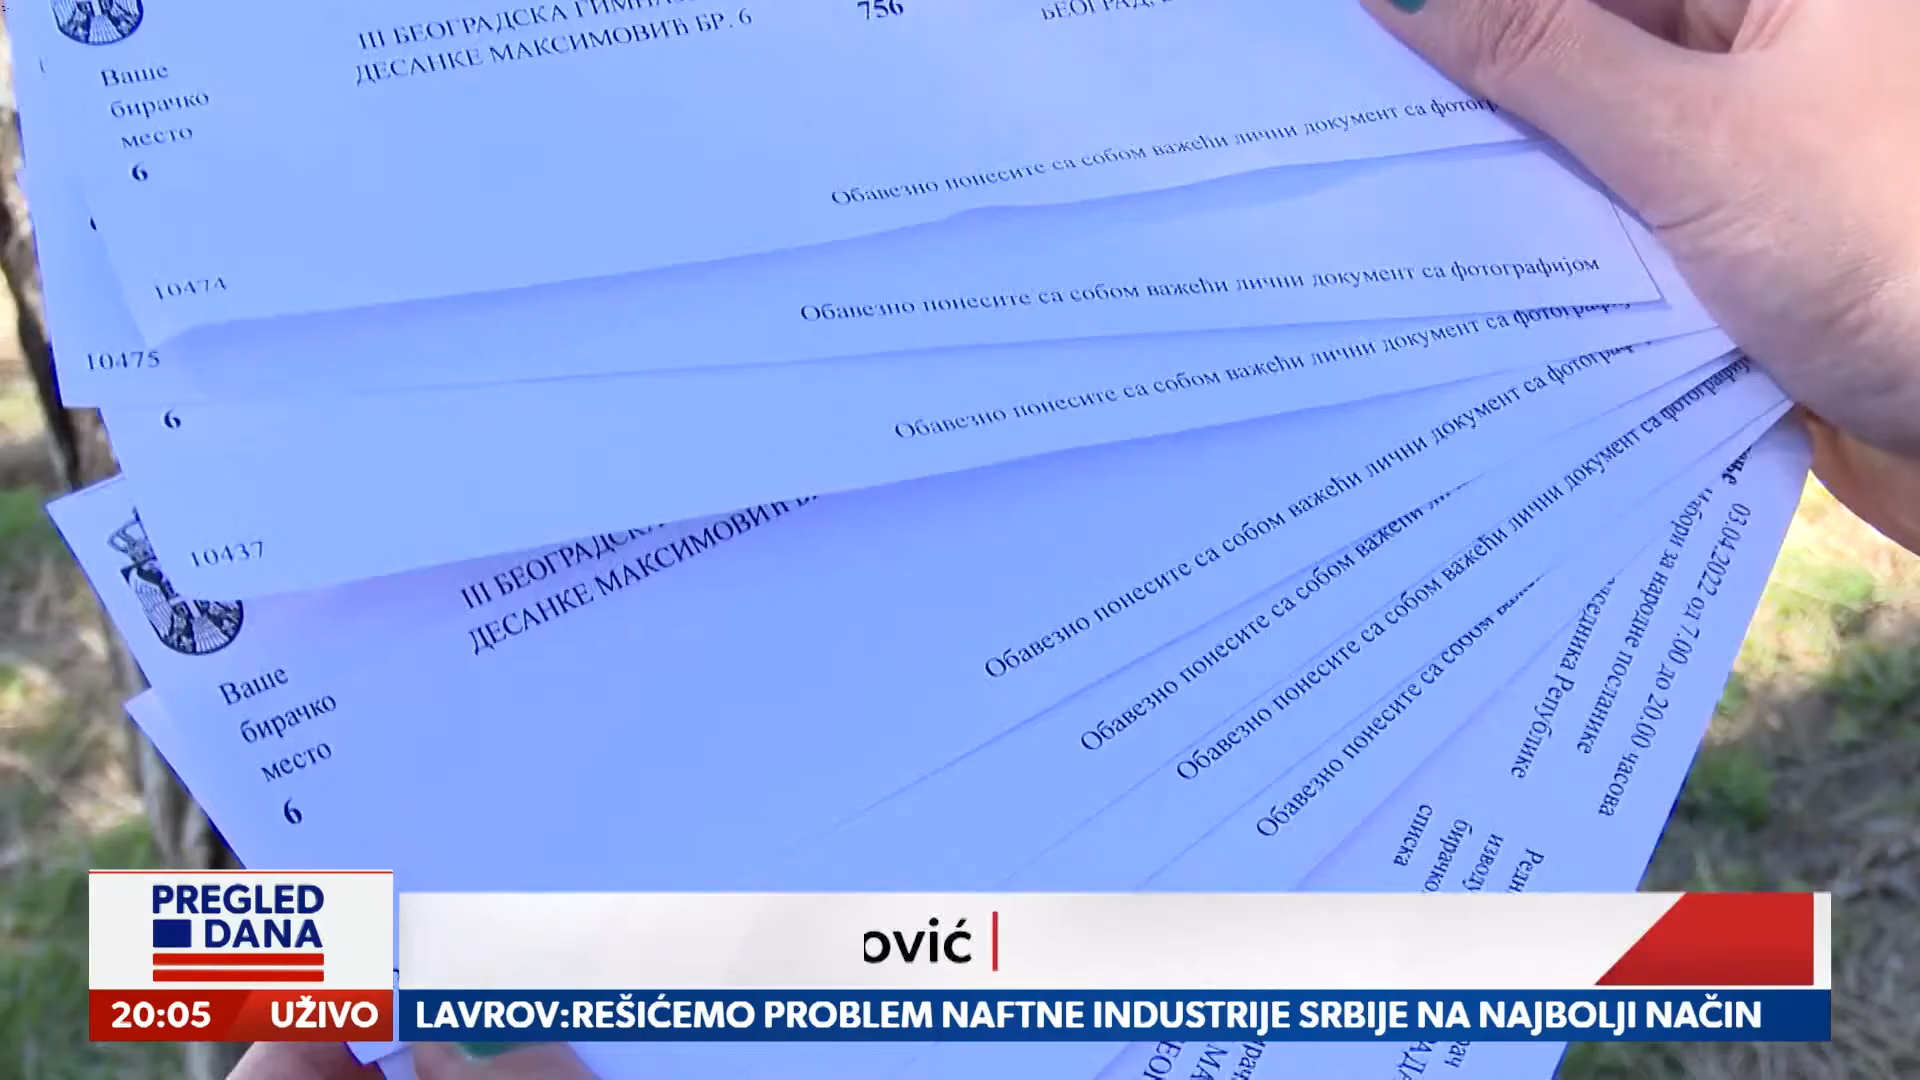 III БЕОГРАДСКА
ДЕСАНКЕ МАКСИМОВИЋ БР. 6
756
БЕОГРАД,
Ваше
бирачко
место
6
Обавезно понесите са собом важећи лични документ са
10474
Обавезно понесите са собом важећи лични документ са фотографијом
10475
6
Обавезно понесите са собом важећи лични документ са
10437
III БЕОГРАДСКА
ДЕСАНКЕ МАКСИМОВИЋ
Ваше
бирачко
место
6
Обавезно понесите са собом важећи лични документ са
Обавезно понесите са собом важећи
Обавезно понесите са собом важећи лични документ са
Обавезно понесите са собом
03.04.2022 од 7.00 до 20.00 часова
за народне посланике
Републике
списка
PREGLED
DANA
20:05 UŽIVO
ović
LAVROV:REŠIĆEMO PROBLEM NAFTNE INDUSTRIJE SRBIJE NA NAJBOLJI NAČIN